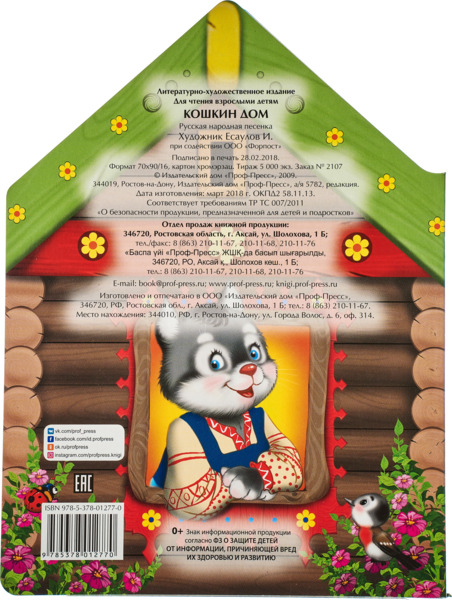 Литературно-художественное издание
Для чтения взрослыми детям
КОШКИН ДОМ
Русская народная песенка
Художник Есаулов И.
при содействии ООО «Форпост»
Подписано в печать 28.02.2018.
Формат 70х90/16, картон хромэрзац. Тираж 5 000 экз. Заказ № 2107
© Издательский дом «Проф-Пресс», 2009.
344019, Ростов-на-Дону, Издательский дом «Проф-Пресс», а/я 5782, редакция.
Дата изготовления: март 2018 г. ОКПД2 58.11.13.
Соответствует требованиям ТР ТС 007/2011
«О безопасности продукции, предназначенной для детей и подростков»
Отдел продаж книжной продукции:
346720, Ростовская область, г. Аксай, ул. Шолохова, 1 Б;
тел./факс: 8 (863) 210-11-67, 210-11-68, 210-11-76
«Баспа үйі «Проф-Пресс» ЖШҚ-да басып шығарылды,
346720, РО, Аксай қ., Шолохов көш., 1 Б;
тел.: 8 (863) 210-11-67, 210-11-68, 210-11-76
E-mail: book@prof-press.ru; www.prof-press.ru; knigi.prof-press.ru
Изготовлено и отпечатано в ООО «Издательский дом «Проф-Пресс»,
346720, РФ, Ростовская обл., г. Аксай, ул. Шолохова, 1 Б; тел.: 8 (863) 210-11-67.
Место нахождения: 344010, РФ, г, Ростов-на-Дону, ул. Города Волос, д. 6, оф. 314.
vk.com/prof_press
facebook.com/id.profpress
ok.ru/profpress
instagram.com/profpress.knigi
EAC
ISBN 978-5-378-01277-0
9785378012770
0+ Знак информационной продукции
согласно ФЗ О ЗАЩИТЕ ДЕТЕЙ
ОТ ИНФОРМАЦИИ, ПРИЧИНЯЮЩЕЙ ВРЕД
ИХ ЗДОРОВЬЮ И РАЗВИТИЮ